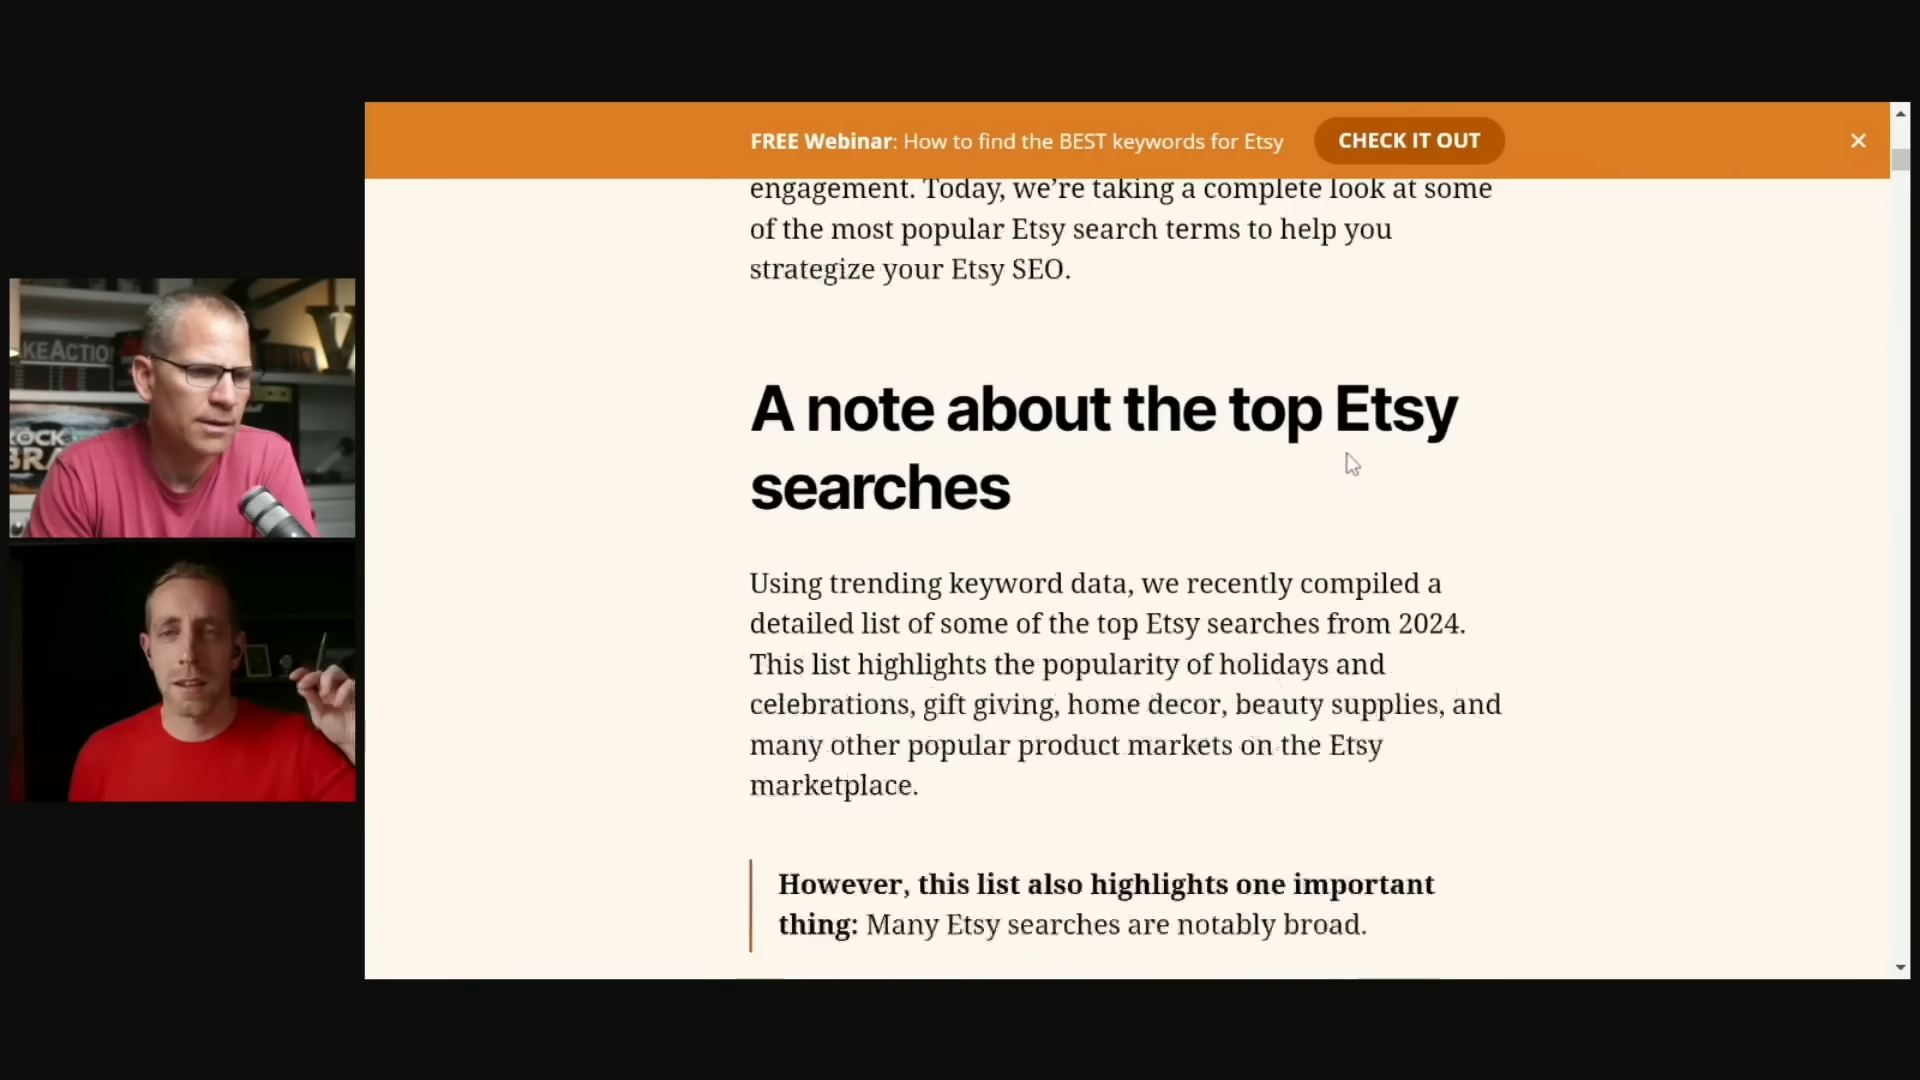 FREE Webinar: How to find the BEST keywords for Etsy
CHECK IT OUT
engagement. Today, we’re taking a complete look at some
of the most popular Etsy search terms to help you
strategize your Etsy SEO.
A note about the top Etsy
searches
Using trending keyword data, we recently compiled a
detailed list of some of the top Etsy searches from 2024.
This list highlights the popularity of holidays and
celebrations, gift giving, home decor, beauty supplies, and
many other popular product markets on the Etsy
marketplace.
However, this list also highlights one important
thing: Many Etsy searches are notably broad.
KEACTIO
ROCK
BRA
V